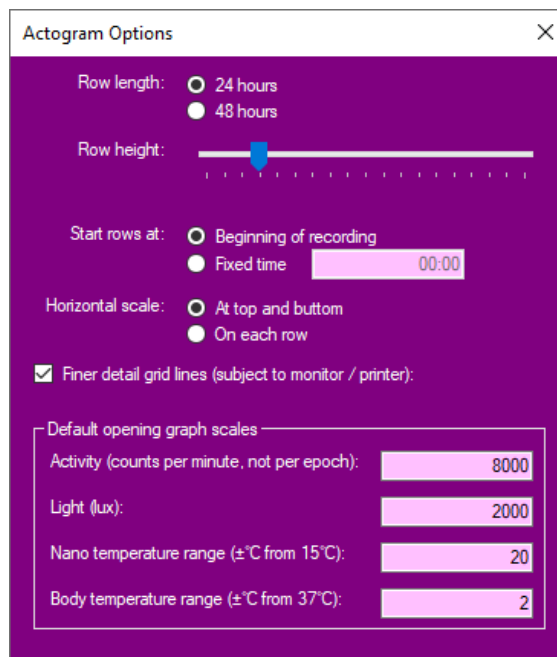 Actogram Options
Row length: 24 hours
48 hours
Row height:
Start rows at: Beginning of recording
Fixed time 00:00
Horizontal scale: At top and buttom
On each row
Finer detail grid lines (subject to monitor / printer):
Default opening graph scales
Activity (counts per minute, not per epoch): 8000
Light (lux): 2000
Nano temperature range (±°C from 15°C): 20
Body temperature range (±°C from 37°C): 2